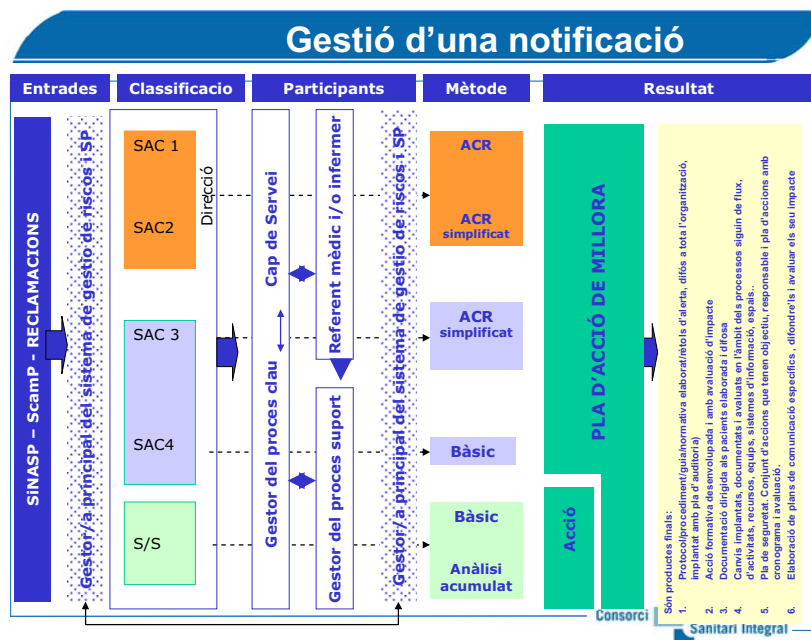 Gestió d'una notificació
Entrades
Classificacio
Participants
Mètode
Resultat
SiNASP – ScamP – RECLAMACIONS
Gestor/a principal del sistema de gestio de riscos i SP
SAC 1
SAC2
Direcció
SAC 3
SAC4
S/S
Cap de Servei
Gestor del proces clau
Referent mèdic i/o infermer
Gestor del proces suport
Gestor/a principal del sistema de gestio de riscos i SP
ACR
ACR
simplificat
ACR
simplificat
Bàsic
Bàsic
Anàlisi
acumulat
PLA D'ACCIÓ DE MILLORA
Acció
Són productes finals:
1. Protocol/procediment/guia/normativa elaborat/rètols d'alerta, difós a tota l'organització,
implantat amb pla d'auditoria)
2. Acció formativa desenvolupada i amb avaluació d'impacte
3. Documentació dirigida als pacients elaborada i difosa
4. Canvis implantats, documentats i avaluats en l'àmbit dels processos siguin de flux,
d'activitats, recursos, equips, sistemes d'informació, espais..
5. Pla de seguretat. Conjunt d'accions que tenen objectiu, responsable i pla d'accions amb
cronograma i avaluació.
6. Elaboració de plans de comunicació especifics , difondre'ls i avaluar els seu impacte
Consorci
Sanitari Integral